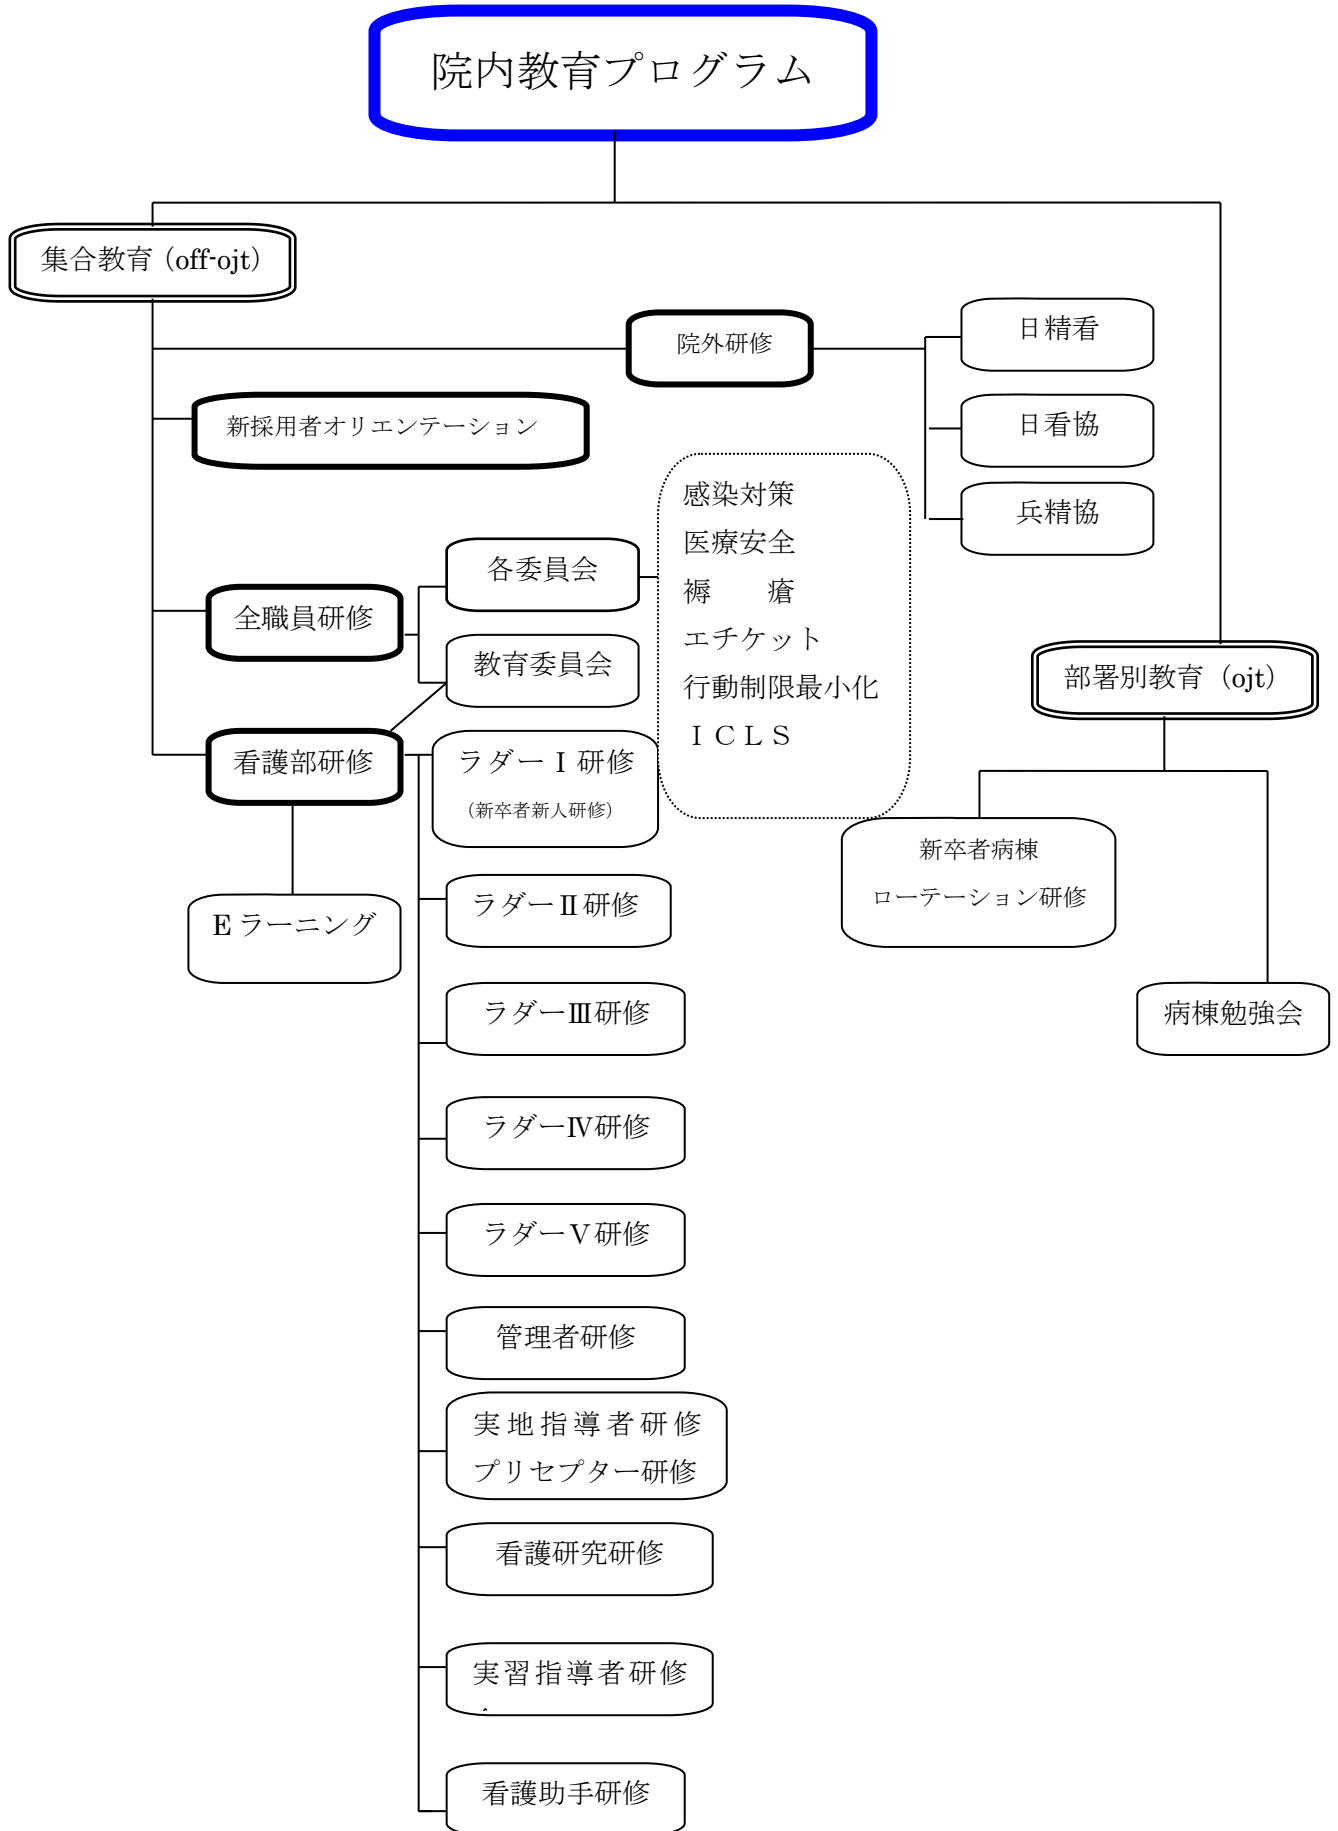 院内教育プログラム
集合教育（off-ojt）
院外研修
日精看
新採用者オリエンテーション
日看協
兵精協
感染対策
医療安全
褥　　瘡
エチケット
行動制限最小化
ＩＣＬＳ
各委員会
全職員研修
教育委員会
部署別教育（ojt）
看護部研修
ラダーⅠ研修
（新卒者新人研修）
新卒者病棟
ローテーション研修
ラダーⅡ研修
E ラーニング
ラダーⅢ研修
病棟勉強会
ラダーⅣ研修
ラダーⅤ研修
管理者研修
実地指導者研修
プリセプター研修
看護研究研修
実習指導者研修
看護助手研修